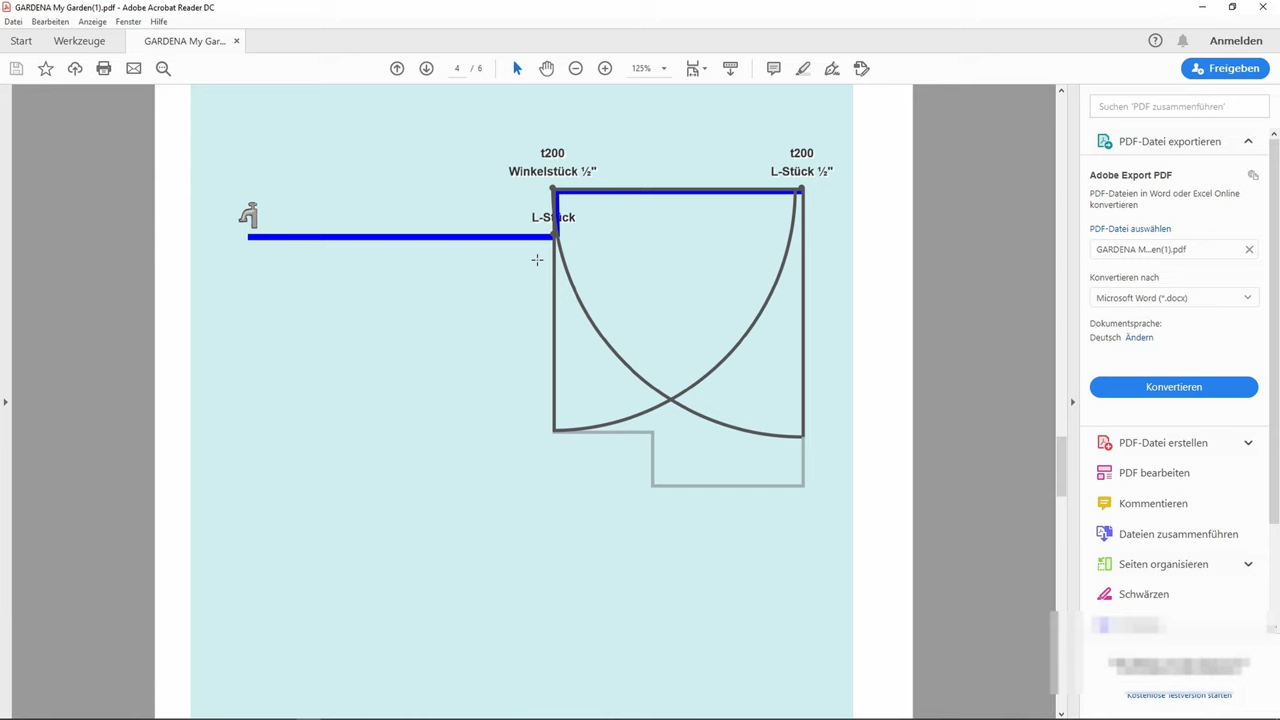 GARDENA My Garden(1).pdf - Adobe Acrobat Reader DC
Datei Bearbeiten Anzeige Fenster Hilfe
Start Werkzeuge GARDENA My Gar... ×
Anmelden
4 / 6
125%
Freigeben
t200
Winkelstück ½"
t200
L-Stück ½"
L-Stück
Suchen 'PDF zusammenführen'
PDF-Datei exportieren
Adobe Export PDF
PDF-Dateien in Word oder Excel Online
konvertieren
PDF-Datei auswählen
GARDENA M...en(1).pdf
Konvertieren nach
Microsoft Word (*.docx)
Dokumentsprache:
Deutsch Ändern
Konvertieren
PDF-Datei erstellen
PDF bearbeiten
Kommentieren
Dateien zusammenführen
Seiten organisieren
Schwärzen
Kostenlose Testversion starten